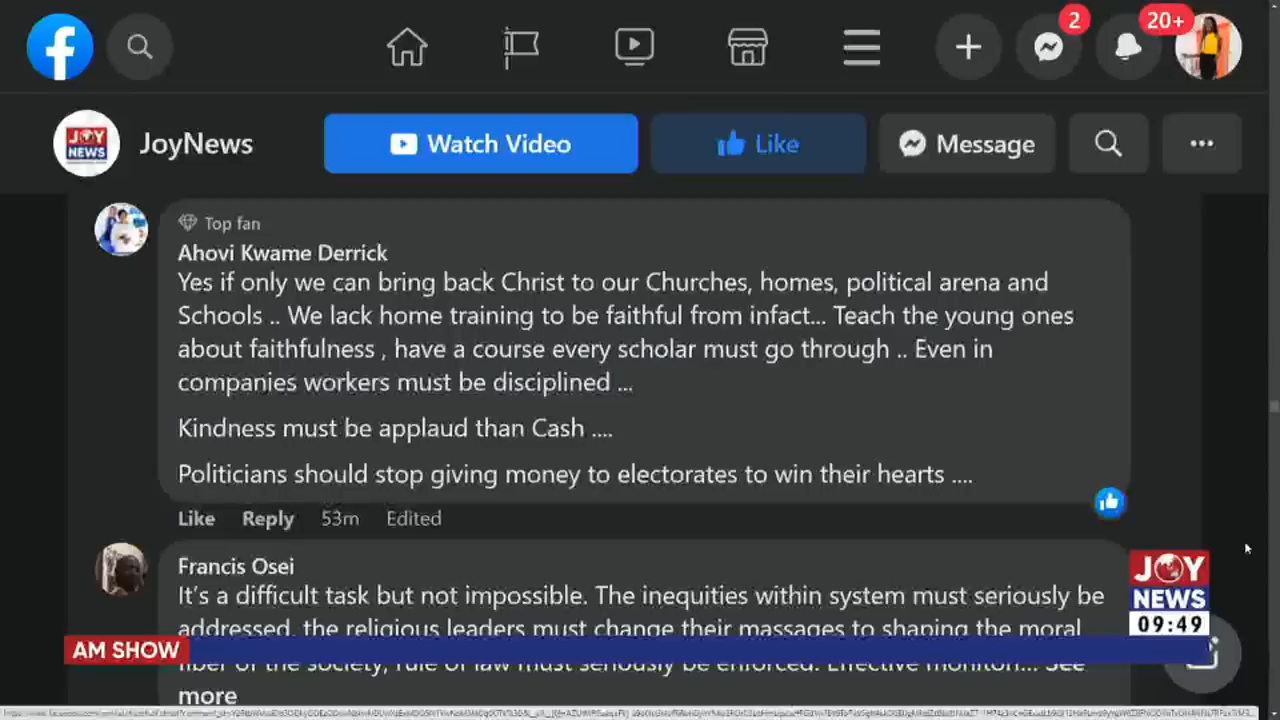 2
20+
JOY
NEWS
JoyNews
Watch Video
Like
Message
Top fan
Ahovi Kwame Derrick
Yes if only we can bring back Christ to our Churches, homes, political arena and
Schools .. We lack home training to be faithful from infact... Teach the young ones
about faithfulness , have a course every scholar must go through .. Even in
companies workers must be disciplined ...
Kindness must be applaud than Cash ....
Politicians should stop giving money to electorates to win their hearts ....
Like Reply 53m Edited
Francis Osei
It's a difficult task but not impossible. The inequities within system must seriously be
addressed, the religious leaders must change their massages to shaping the moral
fiber of the society, rule of law must seriously be enforced. Effective monitori... See
more
JOY
NEWS
09:49
AM SHOW